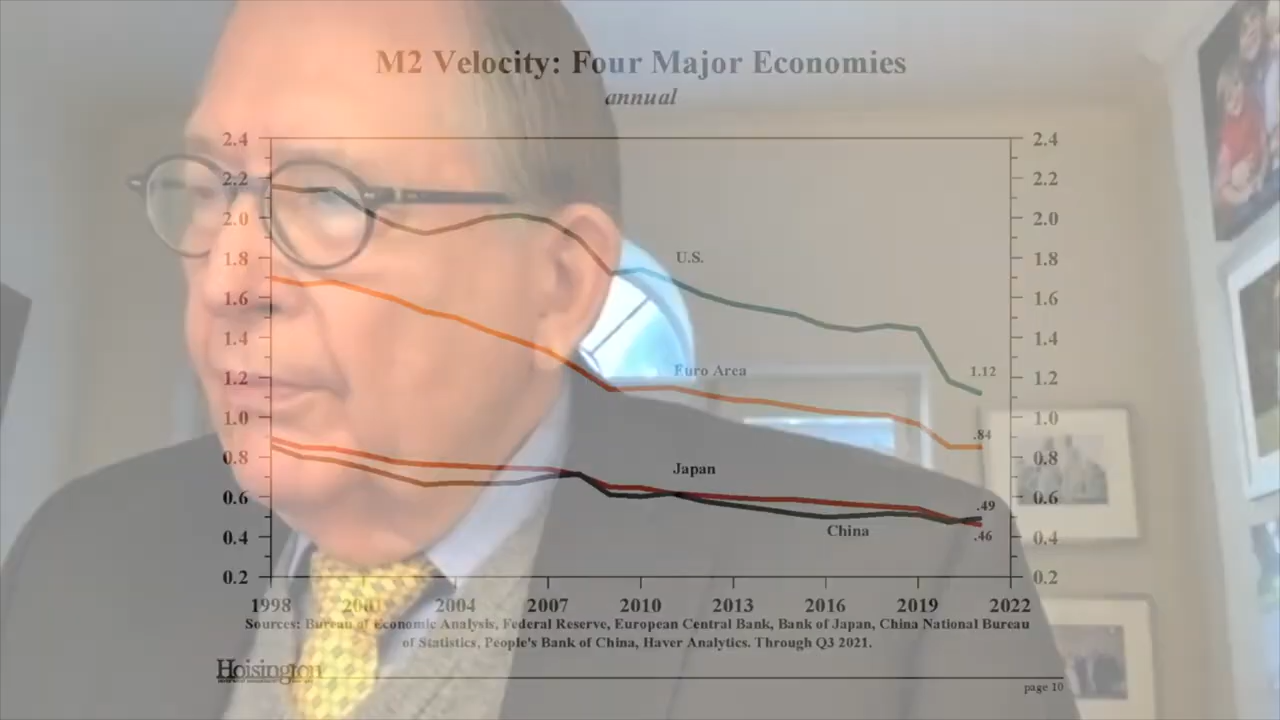 M2 Velocity: Four Major Economies
annual
2.4 2.4
2.2 2.2
2.0 2.0
1.8 U.S. 1.8
1.6 1.6
1.4 1.4
1.2 Euro Area 1.12 1.2
1.0 1.0
.84
0.8 Japan 0.8
0.6 .49 0.6
0.4 China .46 0.4
0.2 0.2
1998 2001 2004 2007 2010 2013 2016 2019 2022
Sources: Bureau of Economic Analysis, Federal Reserve, European Central Bank, Bank of Japan, China National Bureau
of Statistics, People's Bank of China, Haver Analytics. Through Q3 2021.
Hoisington
page 10